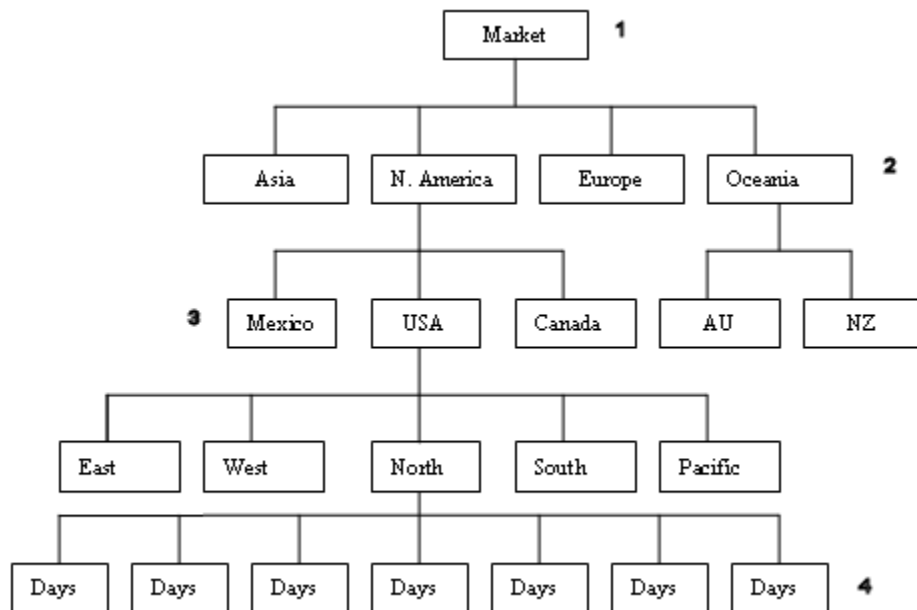 Market 1
Asia N. America Europe Oceania 2
3 Mexico USA Canada AU NZ
East West North South Pacific
Days Days Days Days Days Days Days 4